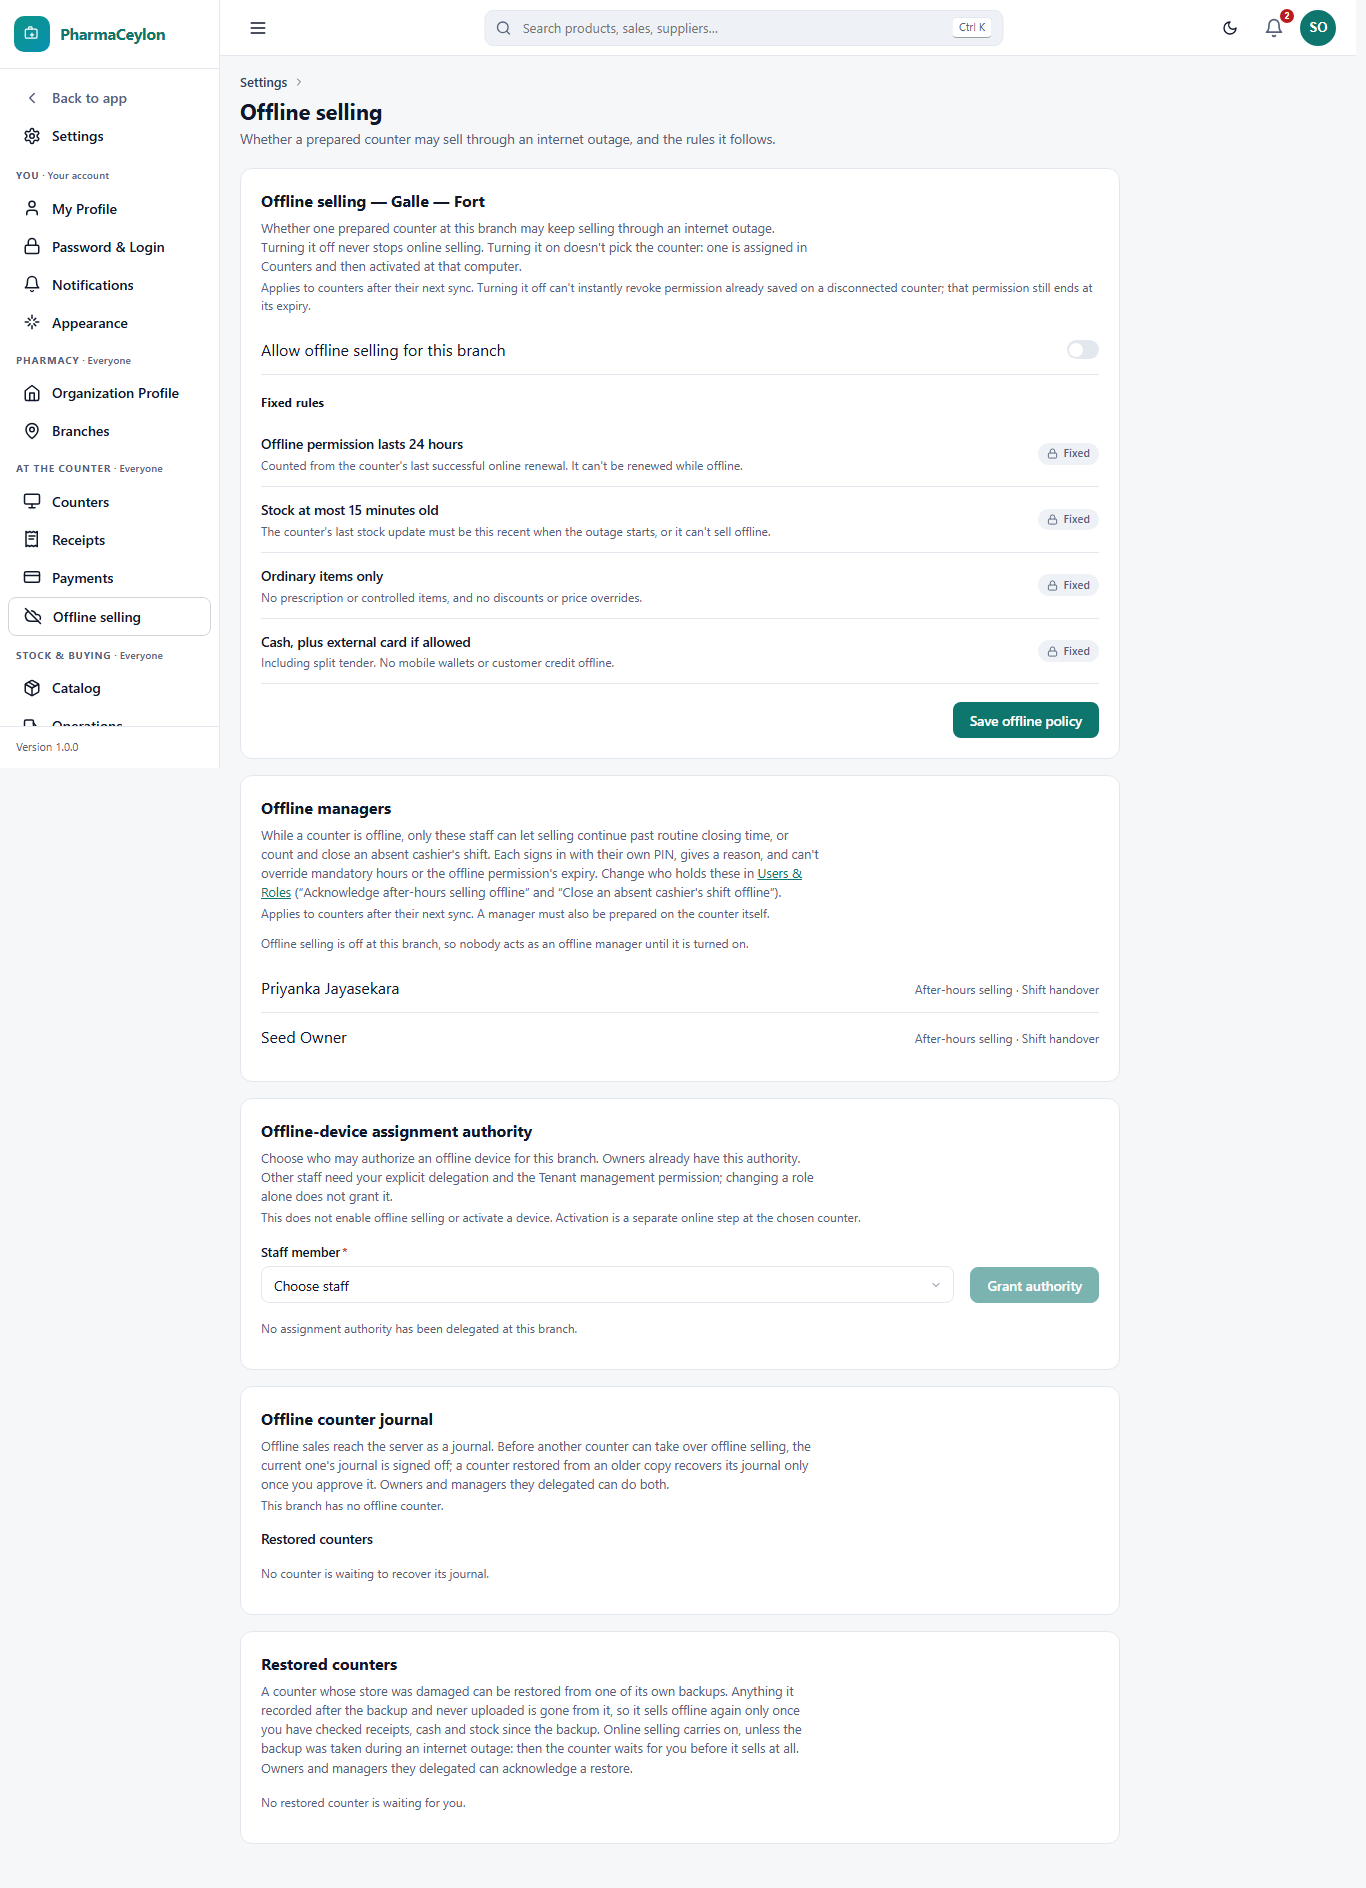 PharmaCeylon
Search products, sales, suppliers...
Ctrl K
2
SO
Back to app
Settings
YOU · Your account
My Profile
Password & Login
Notifications
Appearance
PHARMACY · Everyone
Organization Profile
Branches
AT THE COUNTER · Everyone
Counters
Receipts
Payments
Offline selling
STOCK & BUYING · Everyone
Catalog
Operations
Version 1.0.0
Settings
Offline selling
Whether a prepared counter may sell through an internet outage, and the rules it follows.
Offline selling — Galle — Fort
Whether one prepared counter at this branch may keep selling through an internet outage.
Turning it off never stops online selling. Turning it on doesn't pick the counter: one is assigned in
Counters and then activated at that computer.
Applies to counters after their next sync. Turning it off can't instantly revoke permission already saved on a disconnected counter; that permission still ends at
its expiry.
Allow offline selling for this branch
Fixed rules
Offline permission lasts 24 hours
Counted from the counter's last successful online renewal. It can't be renewed while offline.
Fixed
Stock at most 15 minutes old
The counter's last stock update must be this recent when the outage starts, or it can't sell offline.
Fixed
Ordinary items only
No prescription or controlled items, and no discounts or price overrides.
Fixed
Cash, plus external card if allowed
Including split tender. No mobile wallets or customer credit offline.
Fixed
Save offline policy
Offline managers
While a counter is offline, only these staff can let selling continue past routine closing time, or
count and close an absent cashier's shift. Each signs in with their own PIN, gives a reason, and can't
override mandatory hours or the offline permission's expiry. Change who holds these in Users &
Roles (“Acknowledge after-hours selling offline” and “Close an absent cashier's shift offline”).
Applies to counters after their next sync. A manager must also be prepared on the counter itself.
Offline selling is off at this branch, so nobody acts as an offline manager until it is turned on.
Priyanka Jayasekara
After-hours selling · Shift handover
Seed Owner
After-hours selling · Shift handover
Offline-device assignment authority
Choose who may authorize an offline device for this branch. Owners already have this authority.
Other staff need your explicit delegation and the Tenant management permission; changing a role
alone does not grant it.
This does not enable offline selling or activate a device. Activation is a separate online step at the chosen counter.
Staff member*
Choose staff
Grant authority
No assignment authority has been delegated at this branch.
Offline counter journal
Offline sales reach the server as a journal. Before another counter can take over offline selling, the
current one's journal is signed off; a counter restored from an older copy recovers its journal only
once you approve it. Owners and managers they delegated can do both.
This branch has no offline counter.
Restored counters
No counter is waiting to recover its journal.
Restored counters
A counter whose store was damaged can be restored from one of its own backups. Anything it
recorded after the backup and never uploaded is gone from it, so it sells offline again only once
you have checked receipts, cash and stock since the backup. Online selling carries on, unless the
backup was taken during an internet outage: then the counter waits for you before it sells at all.
Owners and managers they delegated can acknowledge a restore.
No restored counter is waiting for you.